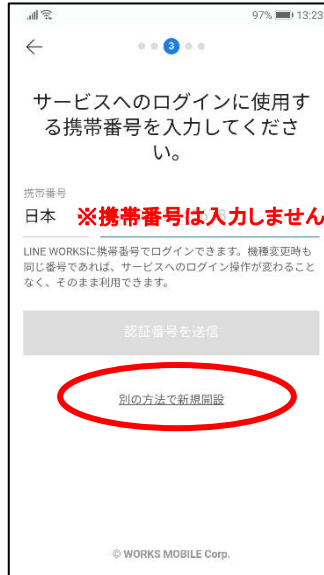 97% 13:23
3
サービスへのログインに使用す
る携帯番号を入力してくださ
い。
携帯番号
日本 ※携帯番号は入力しません
LINE WORKSに携帯番号でログインできます。機種変更時も
同じ番号であれば、サービスへのログイン操作が変わること
なく、そのまま利用できます。
認証番号を送信
別の方法で新規開設
© WORKS MOBILE Corp.